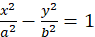 x²/a² − y²/b² = 1